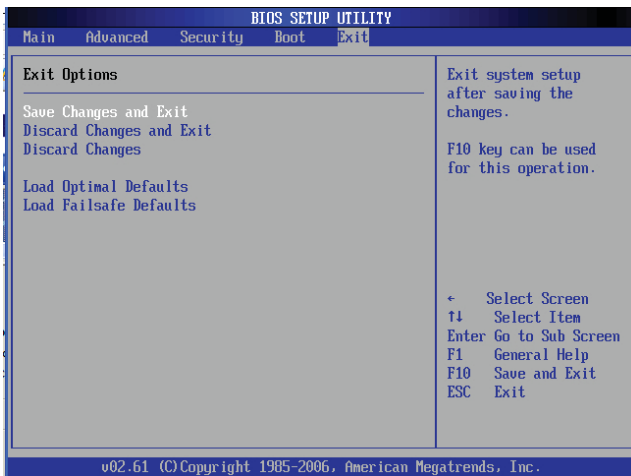 BIOS SETUP UTILITY
Main Advanced Security Boot Exit
Exit Options
Save Changes and Exit
Discard Changes and Exit
Discard Changes
Load Optimal Defaults
Load Failsafe Defaults
Exit system setup
after saving the
changes.
F10 key can be used
for this operation.
← Select Screen
↑↓ Select Item
Enter Go to Sub Screen
F1 General Help
F10 Save and Exit
ESC Exit
v02.61 (C)Copyright 1985-2006, American Megatrends, Inc.